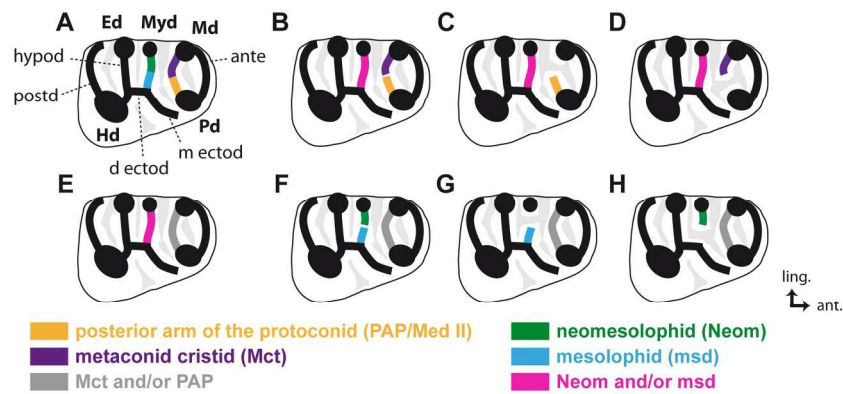 A Ed Myd Md B C D
hypod ante
postd
Hd Pd
m ectod
d ectod
E F G H
ling.
ant.
posterior arm of the protoconid (PAP/Med II) neomesolophid (Neom)
metaconid cristid (Mct) mesolophid (msd)
Mct and/or PAP Neom and/or msd